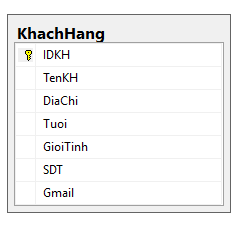 KhachHang
IDKH
TenKH
DiaChi
Tuoi
GioiTinh
SDT
Gmail